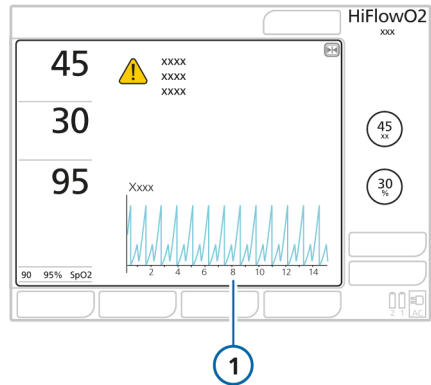 HiFlowO2
xxx
45
xxxx
xxxx
xxxx
30
45
xx
95
30
%
Xxxx
2 4 6 8 10 12 14
90 95% SpO2
2 1 AC
1